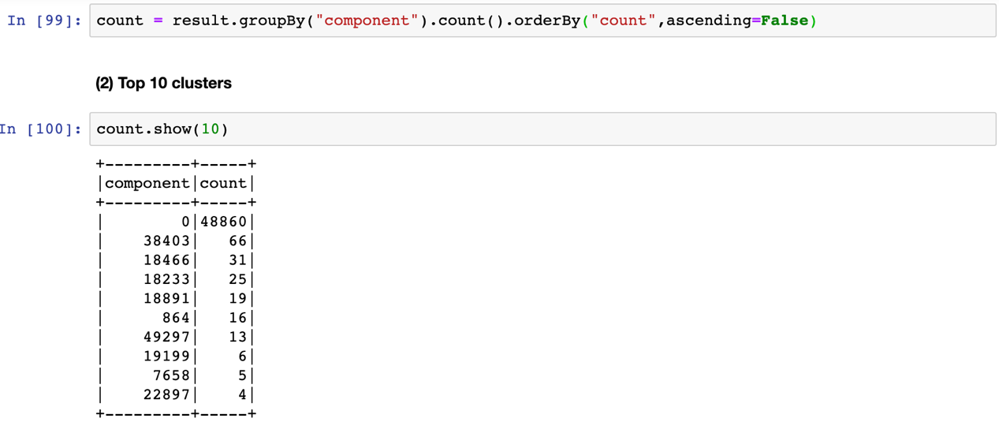 In [99]: count = result.groupBy("component").count().orderBy("count",ascending=False)
(2) Top 10 clusters
In [100]: count.show(10)
+---------+-----+
|component|count|
+---------+-----+
|        0|48860|
|    38403|   66|
|    18466|   31|
|    18233|   25|
|    18891|   19|
|      864|   16|
|    49297|   13|
|    19199|    6|
|     7658|    5|
|    22897|    4|
+---------+-----+